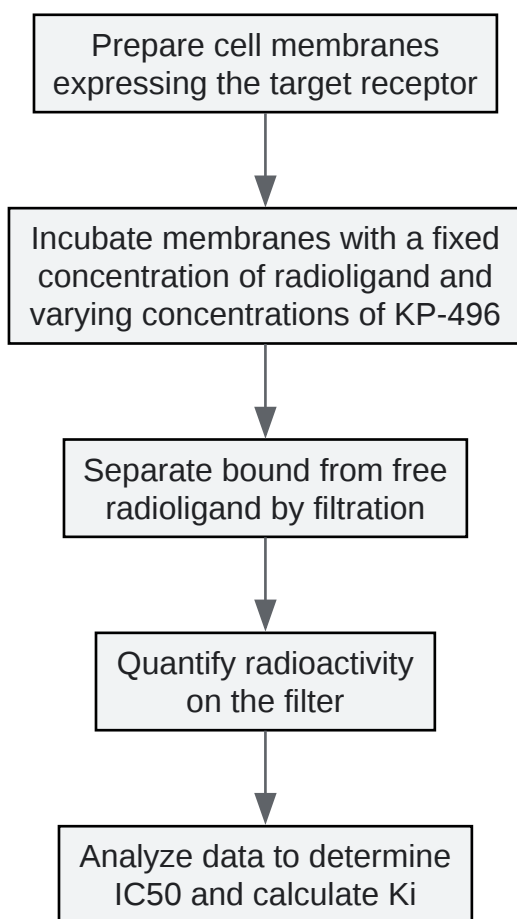 Prepare cell membranes
expressing the target receptor
Incubate membranes with a fixed
concentration of radioligand and
varying concentrations of KP-496
Separate bound from free
radioligand by filtration
Quantify radioactivity
on the filter
Analyze data to determine
IC50 and calculate Ki